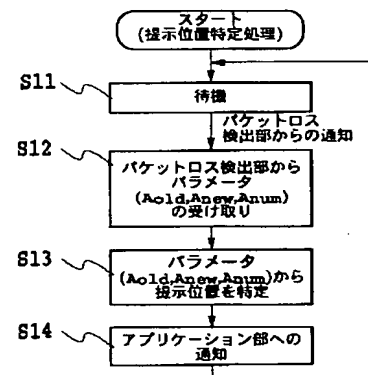 スタート
(提示位置特定処理)
S11
待機
パケットロス
検出部からの通知
S12
パケットロス検出部から
パラメータ
(Aold,Anew,Anum)
の受け取り
S13
パラメータ
(Aold,Anew,Anum)から
提示位置を特定
S14
アプリケーション部への
通知